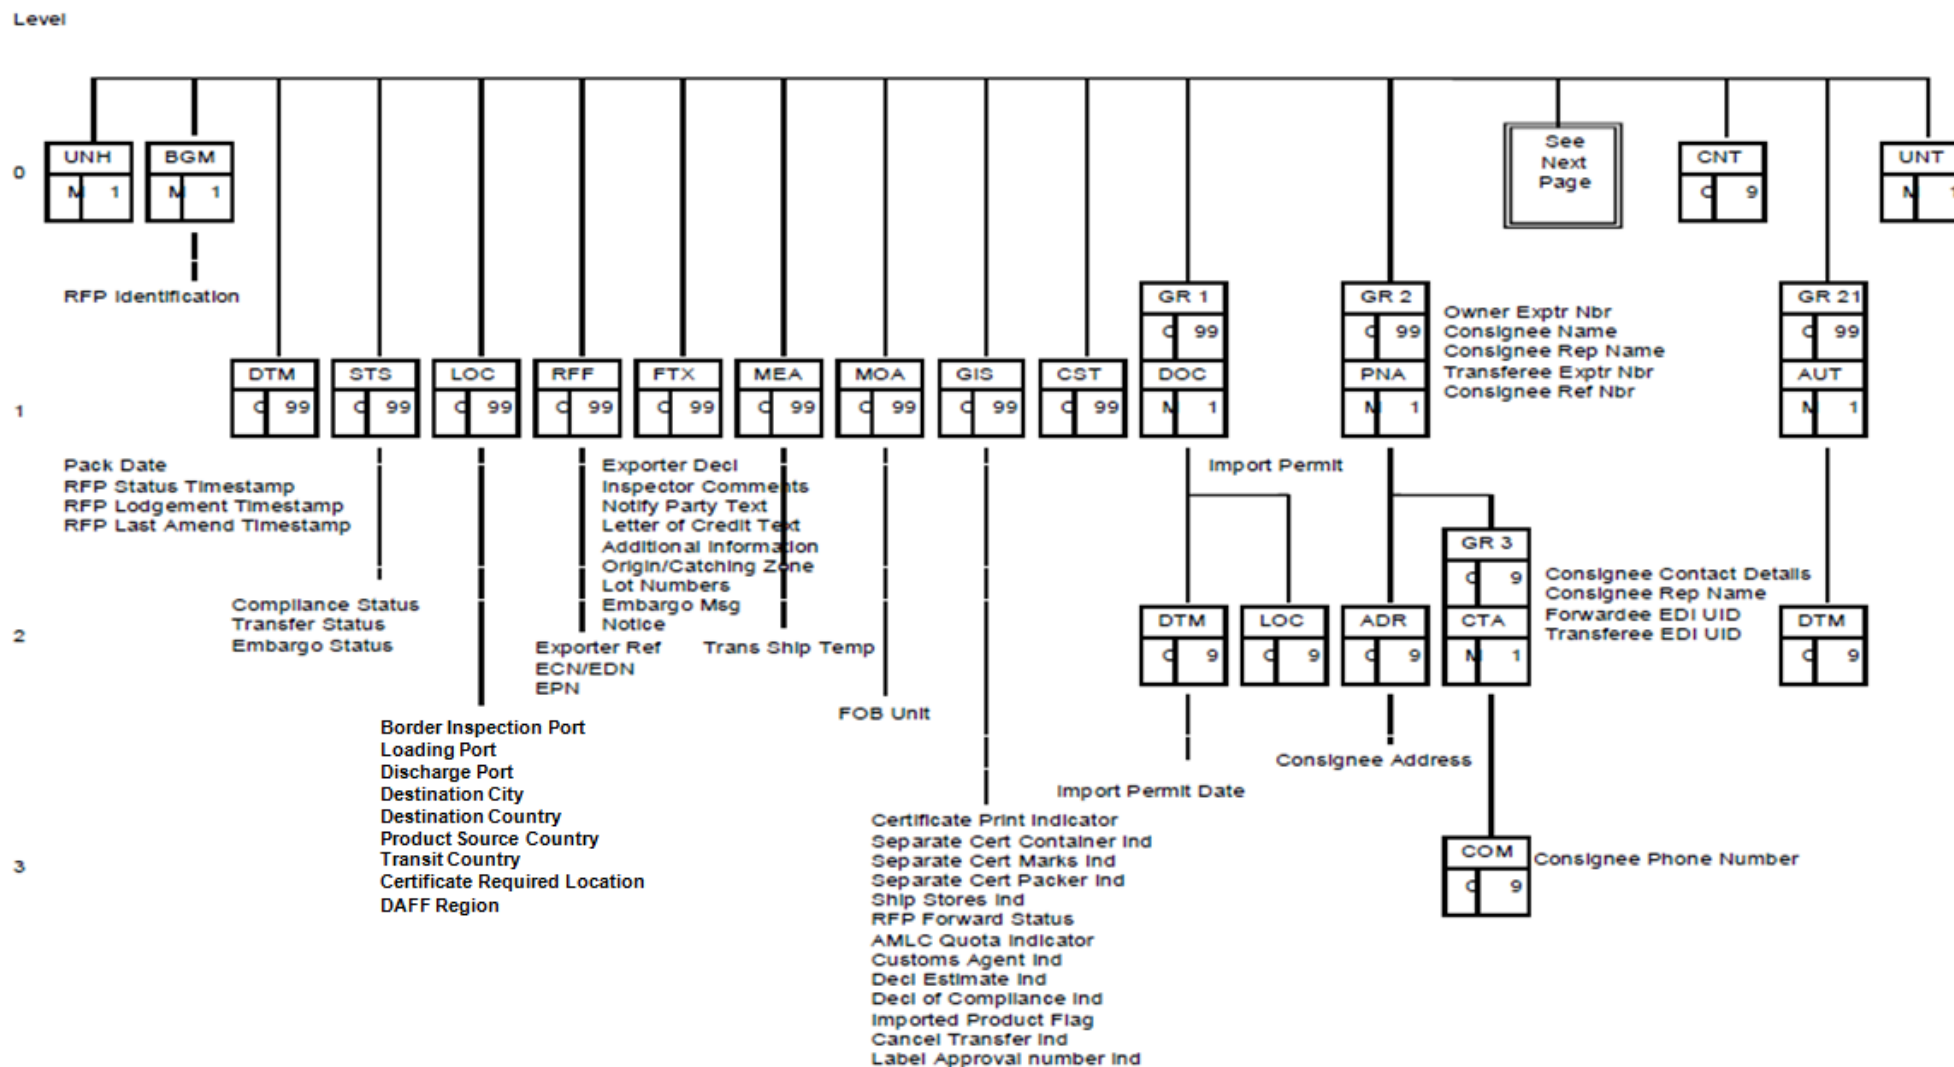 Level
0
UNH
M 1
BGM
M 1
RFP Identification
See
Next
Page
CNT
C 9
UNT
M 1
GR 1
C 99
GR 2
C 99
Owner Exptr Nbr
Consignee Name
Consignee Rep Name
Transferee Exptr Nbr
Consignee Ref Nbr
GR 21
C 99
1
DTM
C 99
STS
C 99
LOC
C 99
RFF
C 99
FTX
C 99
MEA
C 99
MOA
C 99
GIS
C 99
CST
C 99
DOC
M 1
PNA
M 1
AUT
M 1
Pack Date
RFP Status Timestamp
RFP Lodgement Timestamp
RFP Last Amend Timestamp
Exporter Decl
Inspector Comments
Notify Party Text
Letter of Credit Text
Additional Information
Origin/Catching Zone
Lot Numbers
Embargo Msg
Notice
Import Permit
GR 3
C 9
Consignee Contact Details
Consignee Rep Name
Forwardee EDI UID
Transferee EDI UID
Compliance Status
Transfer Status
Embargo Status
2
Exporter Ref
ECN/EDN
EPN
Trans Ship Temp
DTM
C 9
LOC
C 9
ADR
C 9
CTA
M 1
DTM
C 9
FOB Unit
Border Inspection Port
Loading Port
Discharge Port
Destination City
Destination Country
Product Source Country
Transit Country
Certificate Required Location
DAFF Region
Consignee Address
Import Permit Date
3
Certificate Print Indicator
Separate Cert Container Ind
Separate Cert Marks Ind
Separate Cert Packer Ind
Ship Stores Ind
RFP Forward Status
AMLC Quota Indicator
Customs Agent Ind
Decl Estimate Ind
Decl of Compliance Ind
Imported Product Flag
Cancel Transfer Ind
Label Approval number Ind
COM
C 9
Consignee Phone Number